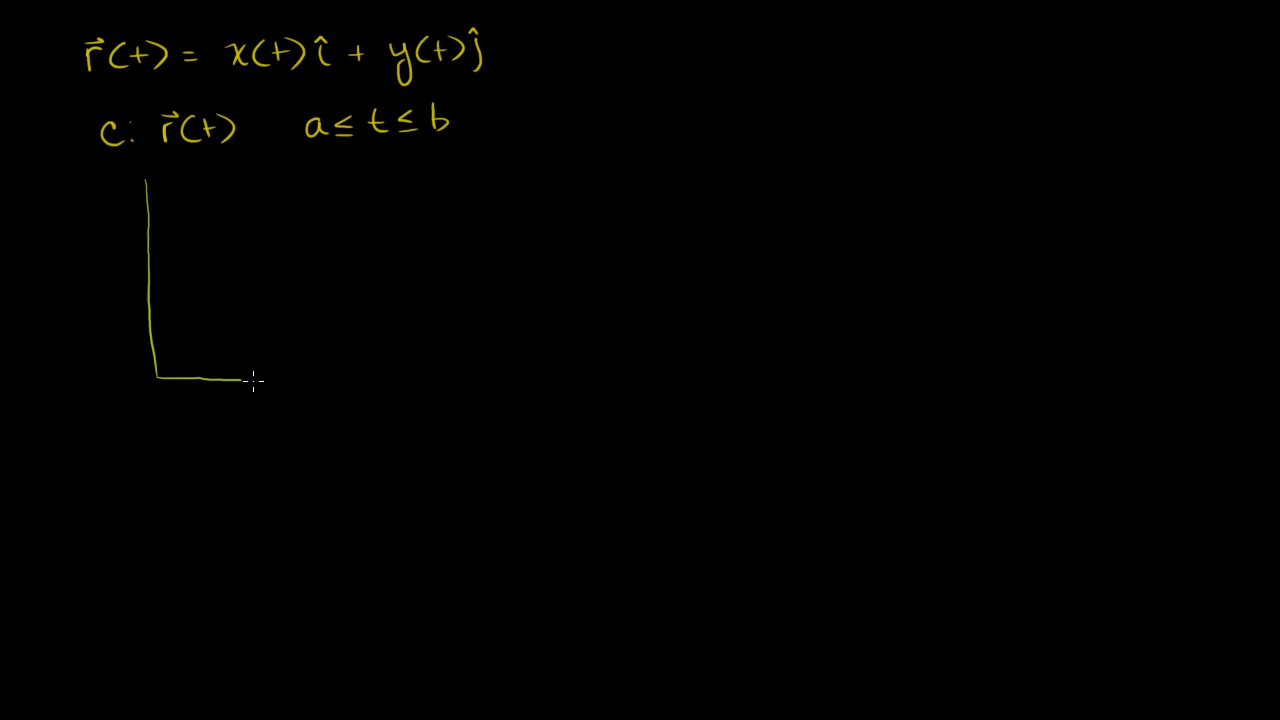 r⃗(t) = x(t)î + y(t)ĵ
C: r⃗(t) a ≤ t ≤ b